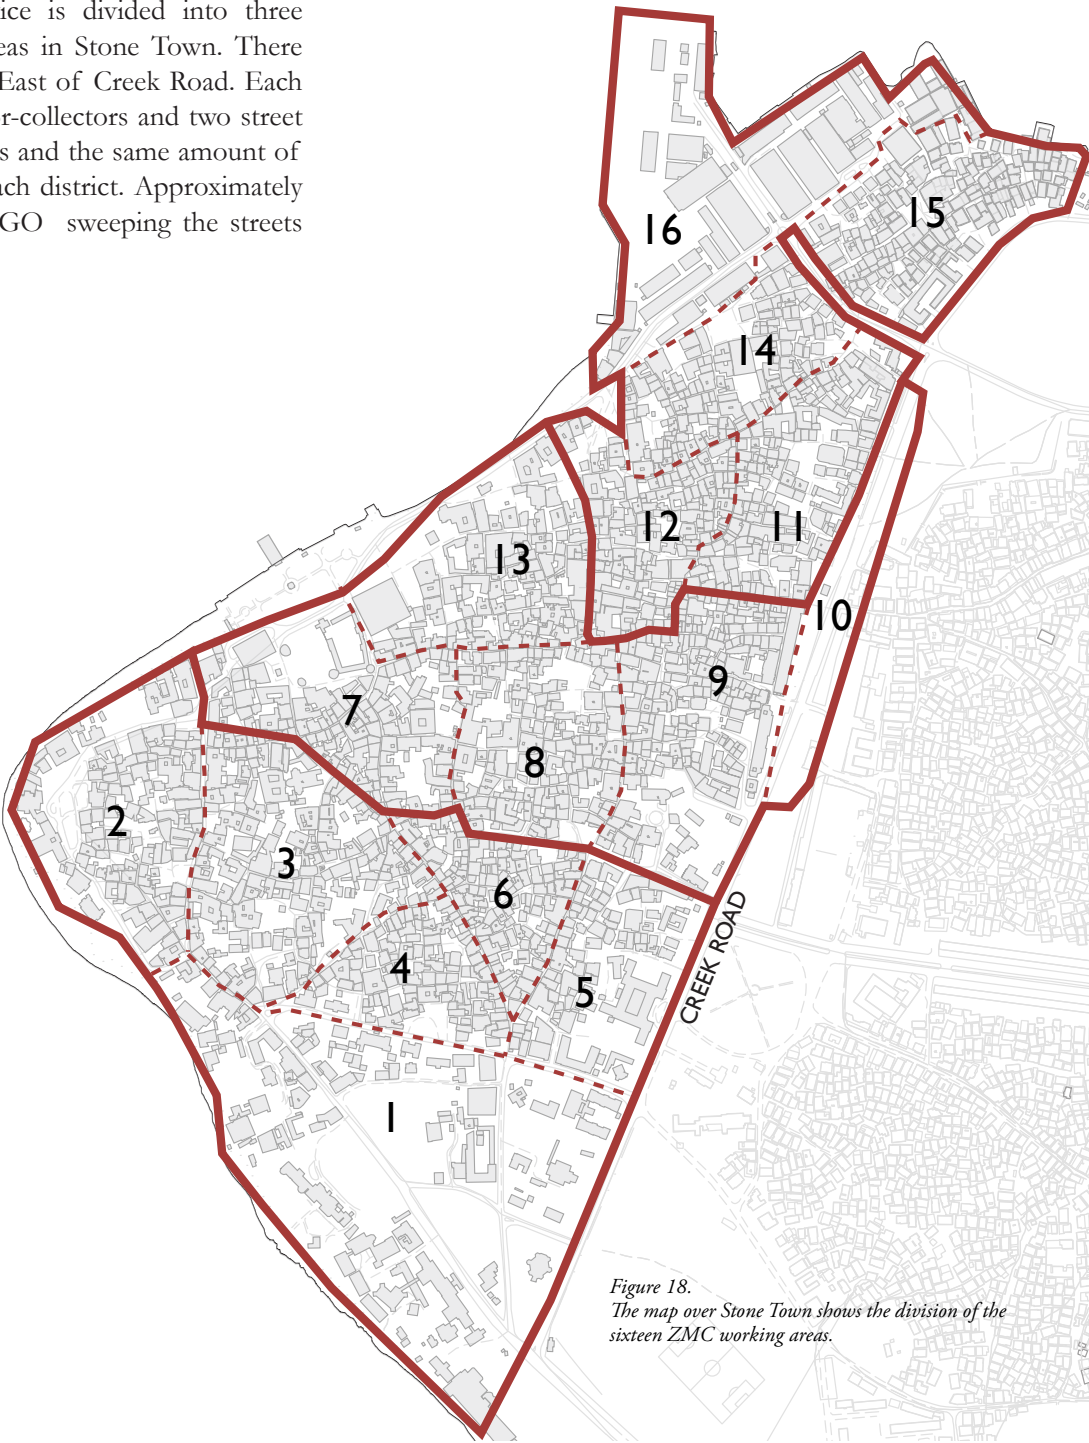 ice is divided into three
eas in Stone Town. There
East of Creek Road. Each
r-collectors and two street
s and the same amount of
ach district. Approximately
GO sweeping the streets
16
15
14
12
11
13
10
9
7
8
2
3
6
4
5
CREEK ROAD
1
Figure 18.
The map over Stone Town shows the division of the
sixteen ZMC working areas.